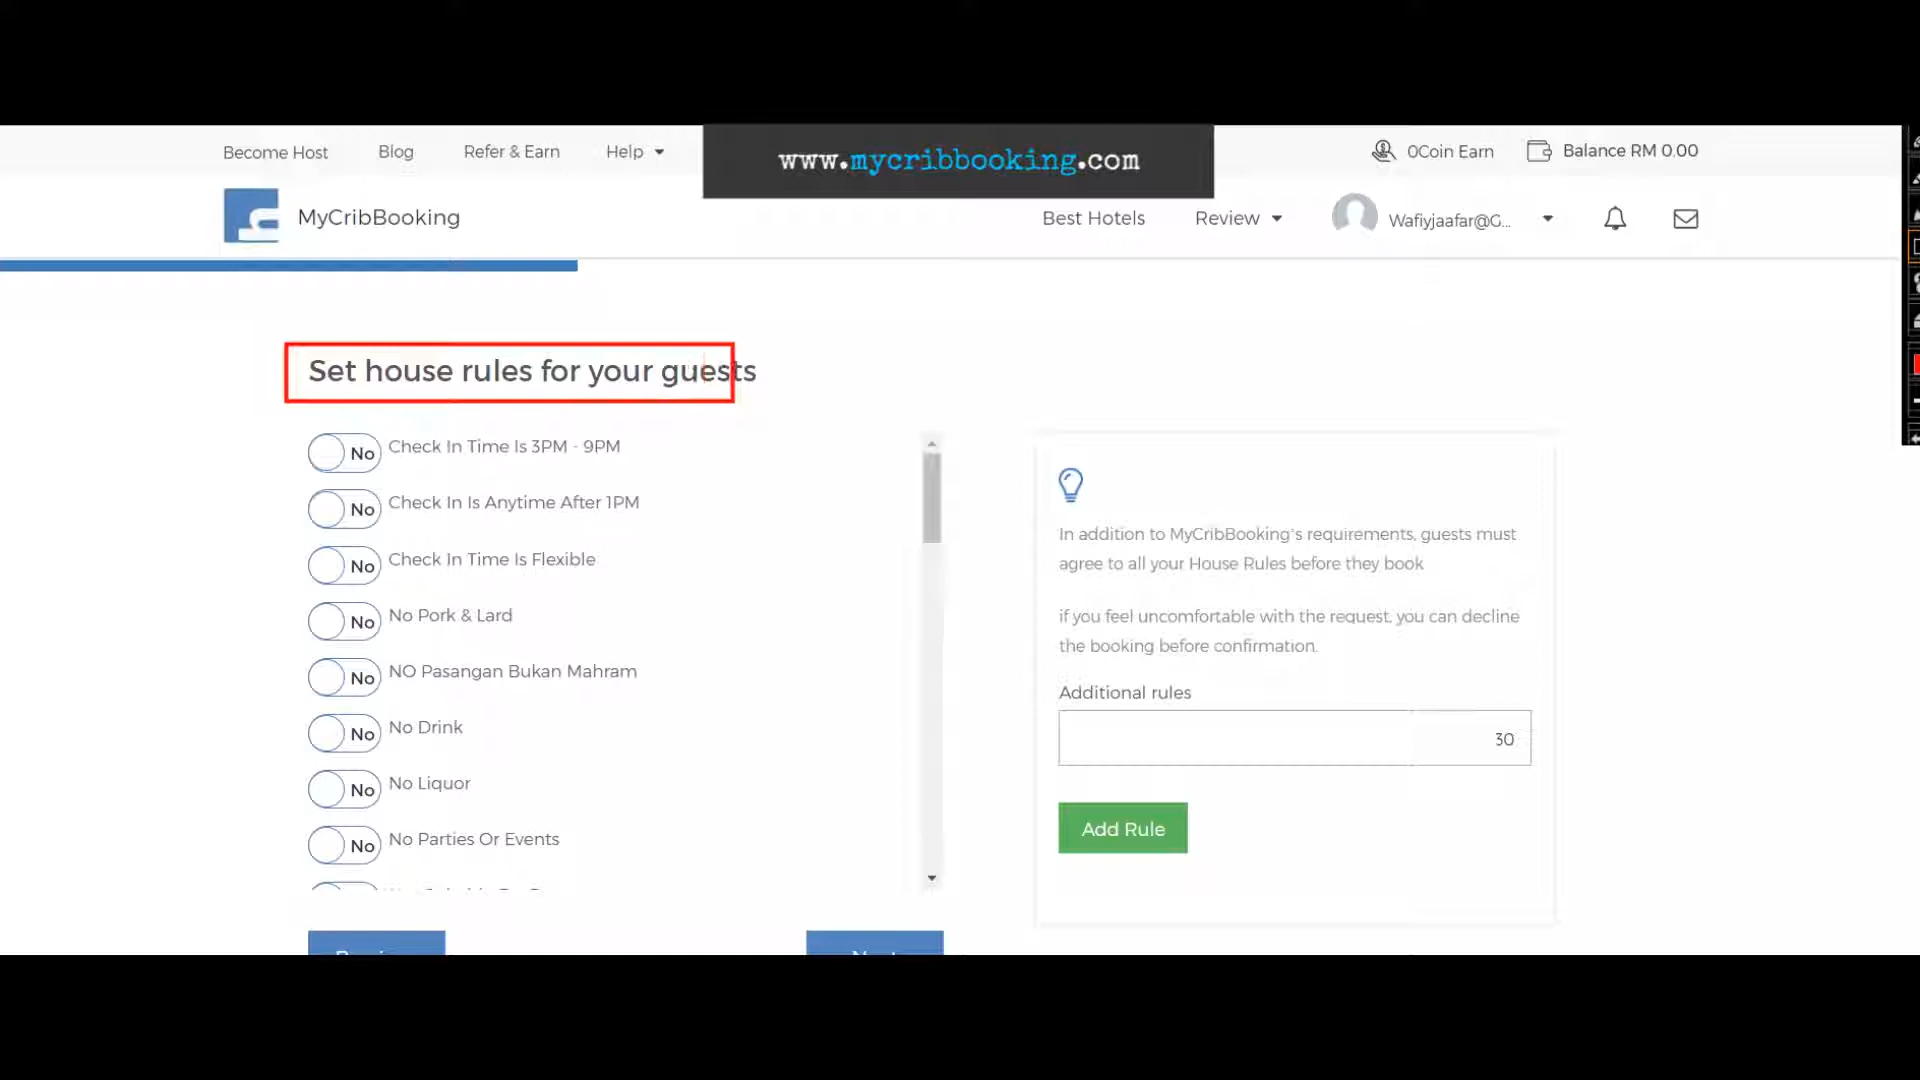 www.mycribbooking.com
Become Host
Blog
Refer & Earn
Help
0Coin Earn
Balance RM 0.00
MyCribBooking
Best Hotels
Review
Wafiyjaafar@G...
Set house rules for your guests
No Check In Time Is 3PM - 9PM
No Check In Is Anytime After 1PM
No Check In Time Is Flexible
No No Pork & Lard
No NO Pasangan Bukan Mahram
No No Drink
No No Liquor
No No Parties Or Events
In addition to MyCribBooking's requirements, guests must
agree to all your House Rules before they book
if you feel uncomfortable with the request, you can decline
the booking before confirmation.
Additional rules
30
Add Rule